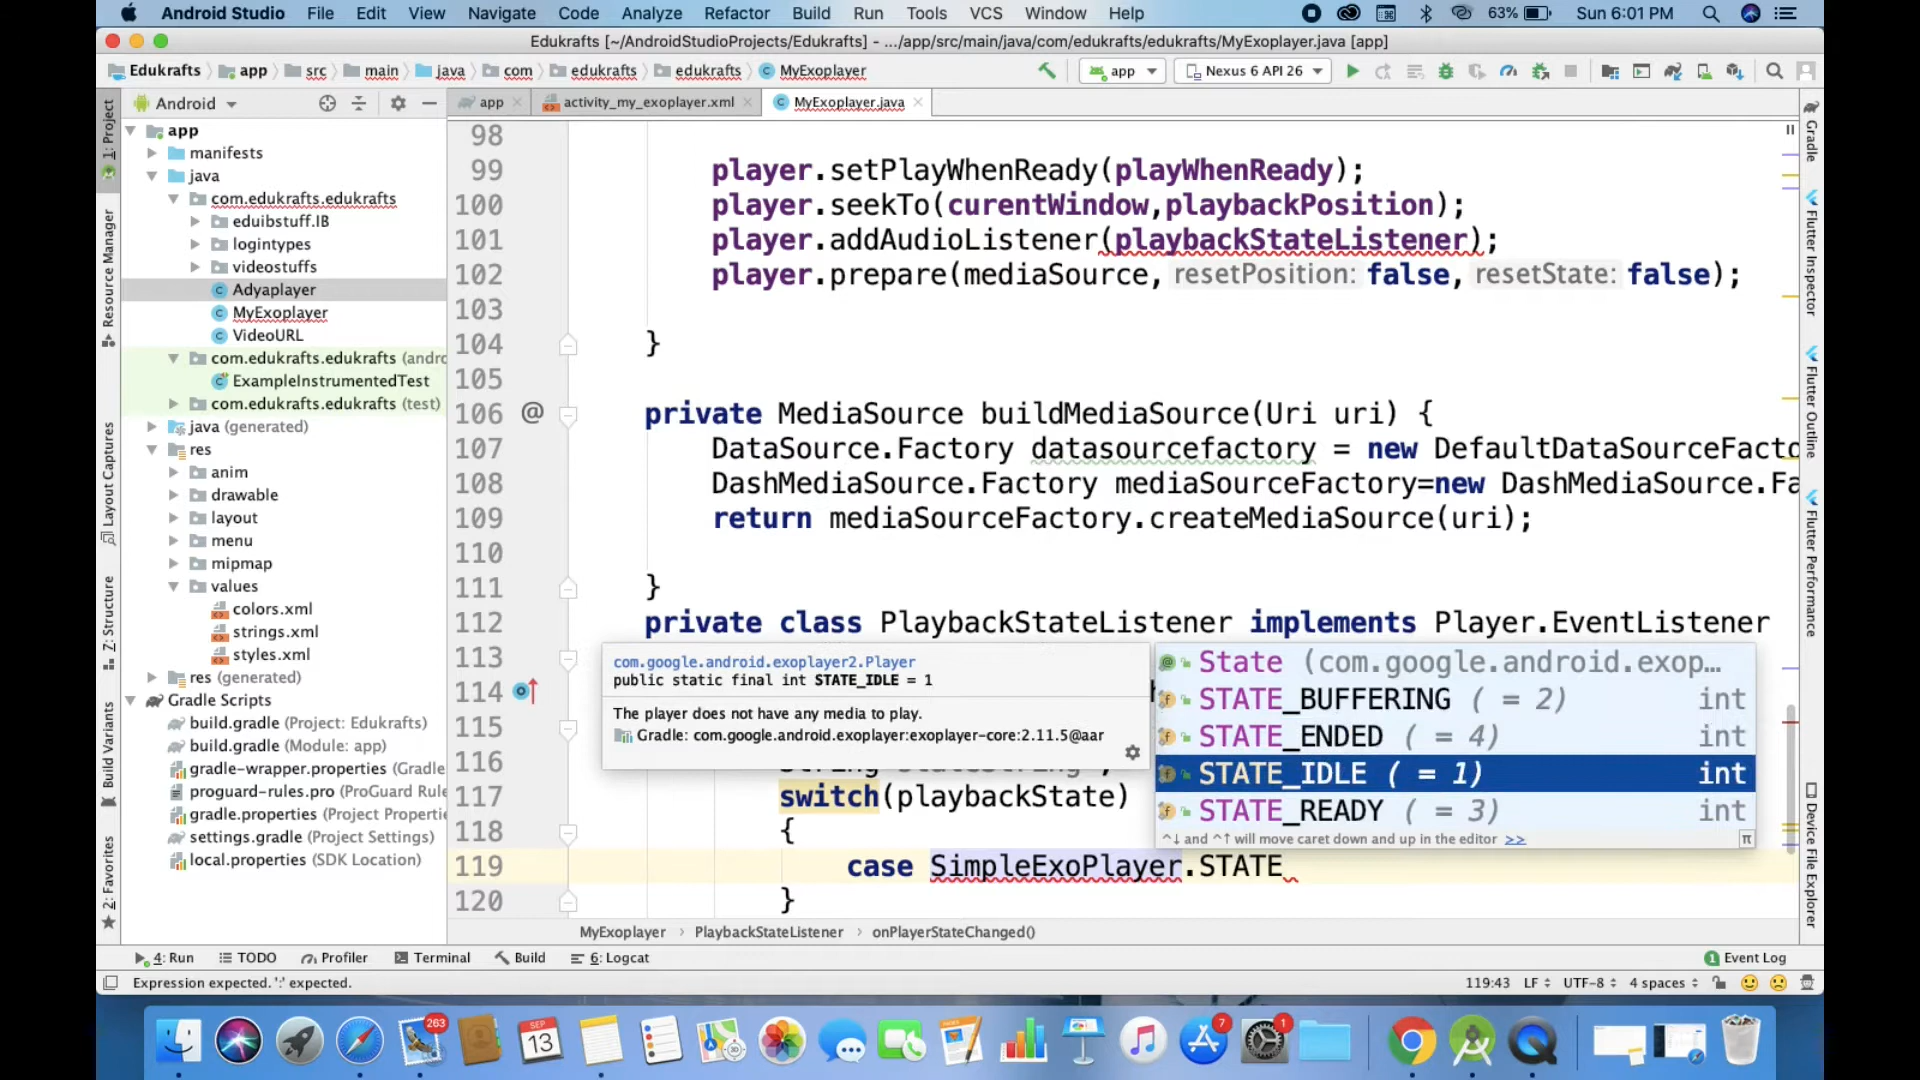 Android Studio File Edit View Navigate Code Analyze Refactor Build Run Tools VCS Window Help 63% Sun 6:01 PM
Edukrafts [~/AndroidStudioProjects/Edukrafts] - .../app/src/main/java/com/edukrafts/edukrafts/MyExoplayer.java [app]
Edukrafts app src main java com edukrafts edukrafts MyExoplayer app Nexus 6 API 26
Android app activity_my_exoplayer.xml MyExoplayer.java
1: Project
Resource Manager
Layout Captures
Z: Structure
Build Variants
2: Favorites
app
manifests
java
com.edukrafts.edukrafts
eduibstuff.lB
logintypes
videostuffs
Adyaplayer
MyExoplayer
VideoURL
com.edukrafts.edukrafts (andro
ExampleInstrumentedTest
com.edukrafts.edukrafts (test)
java (generated)
res
anim
drawable
layout
menu
mipmap
values
colors.xml
strings.xml
styles.xml
res (generated)
Gradle Scripts
build.gradle (Project: Edukrafts)
build.gradle (Module: app)
gradle-wrapper.properties (Gradle
proguard-rules.pro (ProGuard Rule
gradle.properties (Project Properti
settings.gradle (Project Settings)
local.properties (SDK Location)
98
99 player.setPlayWhenReady(playWhenReady);
100 player.seekTo(curentWindow,playbackPosition);
101 player.addAudioListener(playbackStateListener);
102 player.prepare(mediaSource, resetPosition: false, resetState: false);
103
104 }
105
106 @ private MediaSource buildMediaSource(Uri uri) {
107 DataSource.Factory datasourcefactory = new DefaultDataSourceFacto
108 DashMediaSource.Factory mediaSourceFactory=new DashMediaSource.Fa
109 return mediaSourceFactory.createMediaSource(uri);
110
111 }
112 private class PlaybackStateListener implements Player.EventListener
113
114
115
116
117 switch(playbackState)
118 {
119 case SimpleExoPlayer.STATE
120 }
com.google.android.exoplayer2.Player
public static final int STATE_IDLE = 1
The player does not have any media to play.
Gradle: com.google.android.exoplayer:exoplayer-core:2.11.5@aar
State (com.google.android.exop...
STATE_BUFFERING ( = 2) int
STATE_ENDED ( = 4) int
STATE_IDLE ( = 1) int
STATE_READY ( = 3) int
^↓ and ^↑ will move caret down and up in the editor >>
π
Gradle
Flutter Inspector
Flutter Outline
Flutter Performance
Device File Explorer
MyExoplayer PlaybackStateListener onPlayerStateChanged()
4: Run TODO Profiler Terminal Build 6: Logcat 1 Event Log
Expression expected. ':' expected. 119:43 LF UTF-8 4 spaces
263
SEP
13
7
1